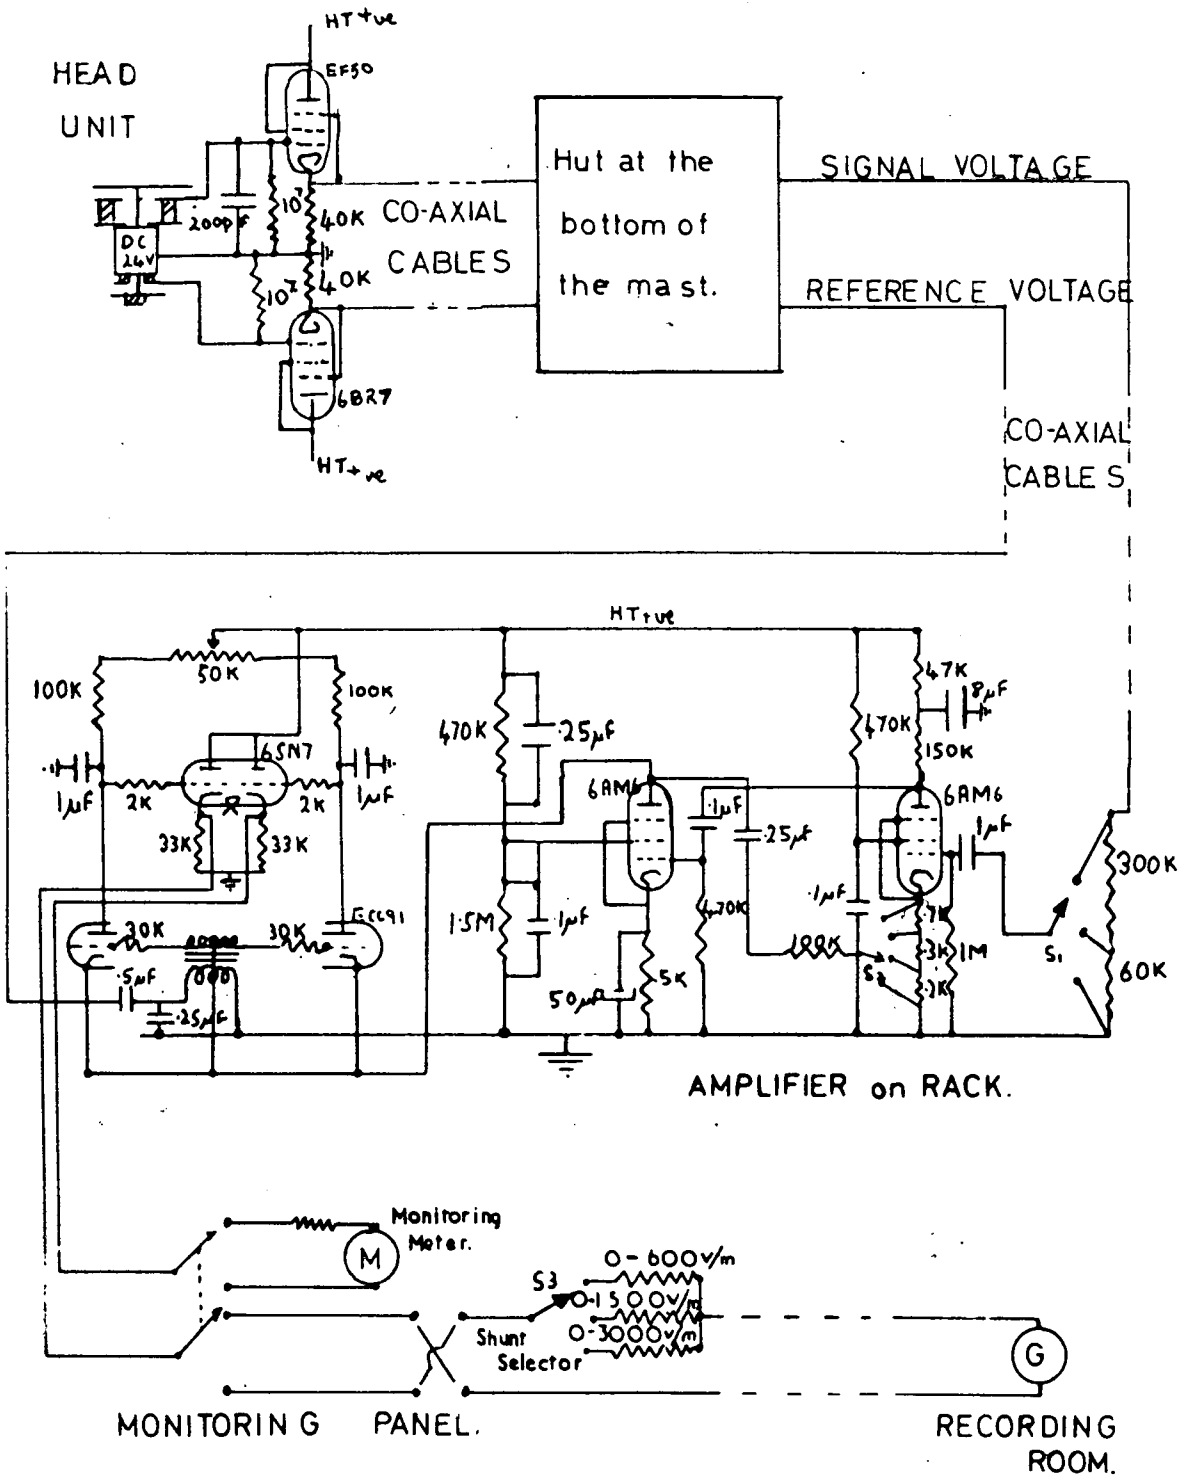 HT +ve
HEAD
UNIT
EF50
200pF
10⁷
40K
DC
24V
CO-AXIAL
CABLES
10⁷
40K
6BR7
HT+ve
Hut at the
bottom of
the mast.
SIGNAL VOLTAGE
REFERENCE VOLTAGE
CO-AXIAL
CABLES
HT+ve
50K
100K
100K
6SN7
1µF
2K
2K
1µF
33K
33K
30K
30K
ECC91
.5µF
.25µF
470K
.25µF
6AM6
.1µF
.25µF
1.5M
1µF
470K
50µF
5K
100K
47K
8µF
470K
150K
6AM6
.1µF
.1µF
.7K
.3K
.2K
1M
S2
S1
300K
60K
AMPLIFIER on RACK.
Monitoring
Meter.
M
S3
0-600v/m
0-1500v/m
0-3000v/m
Shunt
Selector
G
MONITORING PANEL.
RECORDING
ROOM.